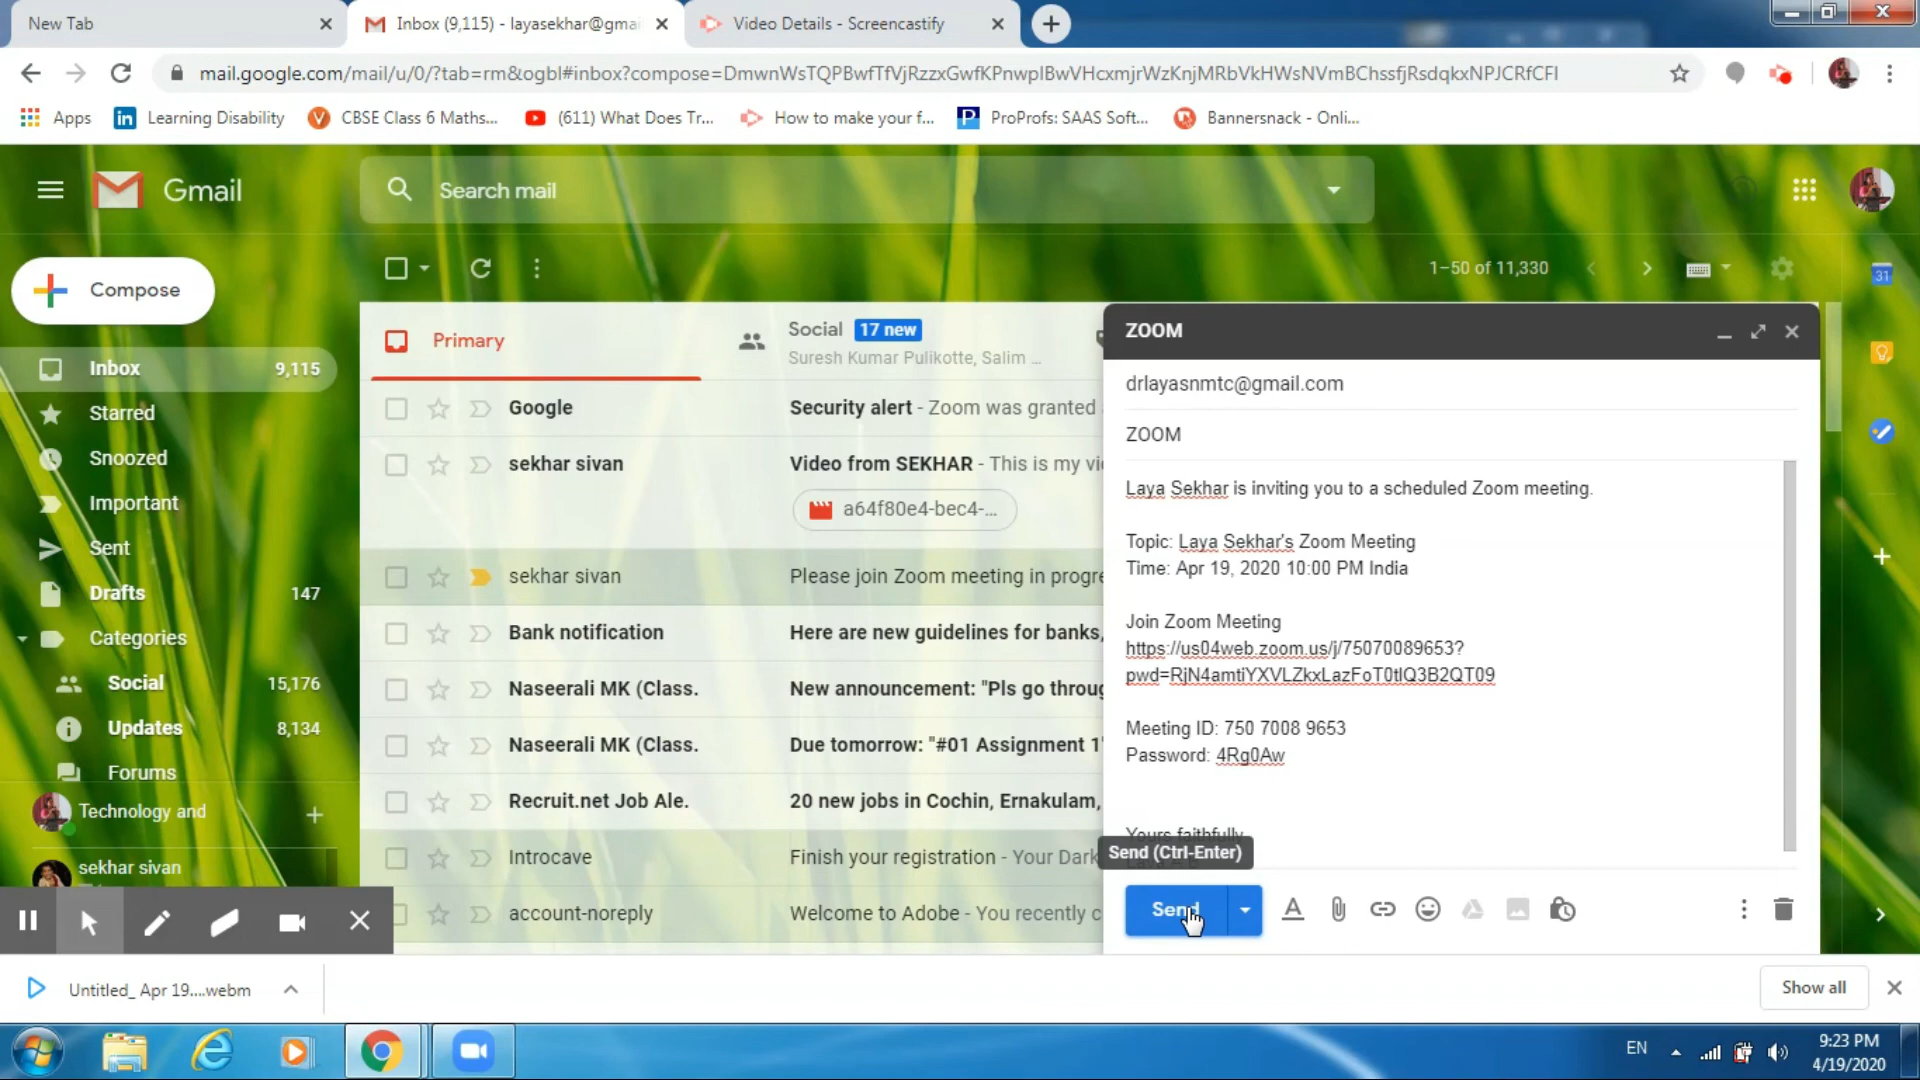 New Tab
Inbox (9,115) - layasekhar@gmai
Video Details - Screencastify
mail.google.com/mail/u/0/?tab=rm&ogbl#inbox?compose=DmwnWsTQPBwfTfVjRzzxGwfKPnwplBwVHcxmjrWzKnjMRbVkHWsNVmBChssfjRsdqkxNPJCRfCFl
Apps
Learning Disability
CBSE Class 6 Maths...
(611) What Does Tr...
How to make your f...
ProProfs: SAAS Soft...
Bannersnack - Onli...
Gmail
Search mail
Compose
1–50 of 11,330
31
Inbox 9,115
Starred
Snoozed
Important
Sent
Drafts 147
Categories
Social 15,176
Updates 8,134
Forums
Technology and
sekhar sivan
Primary
Social 17 new
Suresh Kumar Pulikotte, Salim ...
Google Security alert - Zoom was granted
sekhar sivan Video from SEKHAR - This is my vi
a64f80e4-bec4-...
sekhar sivan Please join Zoom meeting in progre
Bank notification Here are new guidelines for banks,
Naseerali MK (Class. New announcement: "Pls go throug
Naseerali MK (Class. Due tomorrow: "#01 Assignment 1"
Recruit.net Job Ale. 20 new jobs in Cochin, Ernakulam,
Introcave Finish your registration - Your Dark
account-noreply Welcome to Adobe - You recently c
ZOOM
drlayasnmtc@gmail.com
ZOOM
Laya Sekhar is inviting you to a scheduled Zoom meeting.
Topic: Laya Sekhar's Zoom Meeting
Time: Apr 19, 2020 10:00 PM India
Join Zoom Meeting
https://us04web.zoom.us/j/75070089653?
pwd=RjN4amtiYXVLZkxLazFoT0tlQ3B2QT09
Meeting ID: 750 7008 9653
Password: 4Rg0Aw
Yours faithfully
Send (Ctrl-Enter)
Send
Untitled_ Apr 19....webm
Show all
EN
9:23 PM
4/19/2020